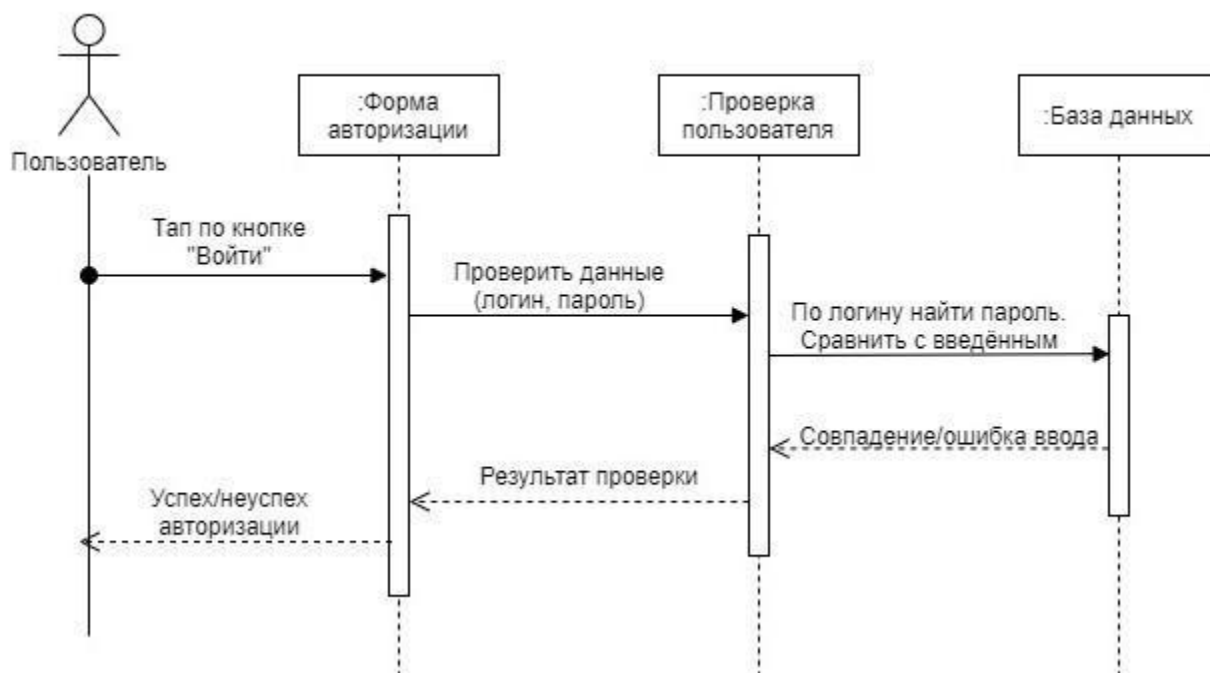 Пользователь
:Форма
авторизации
:Проверка
пользователя
:База данных
Тап по кнопке
"Войти"
Проверить данные
(логин, пароль)
По логину найти пароль.
Сравнить с введённым
Совпадение/ошибка ввода
Результат проверки
Успех/неуспех
авторизации